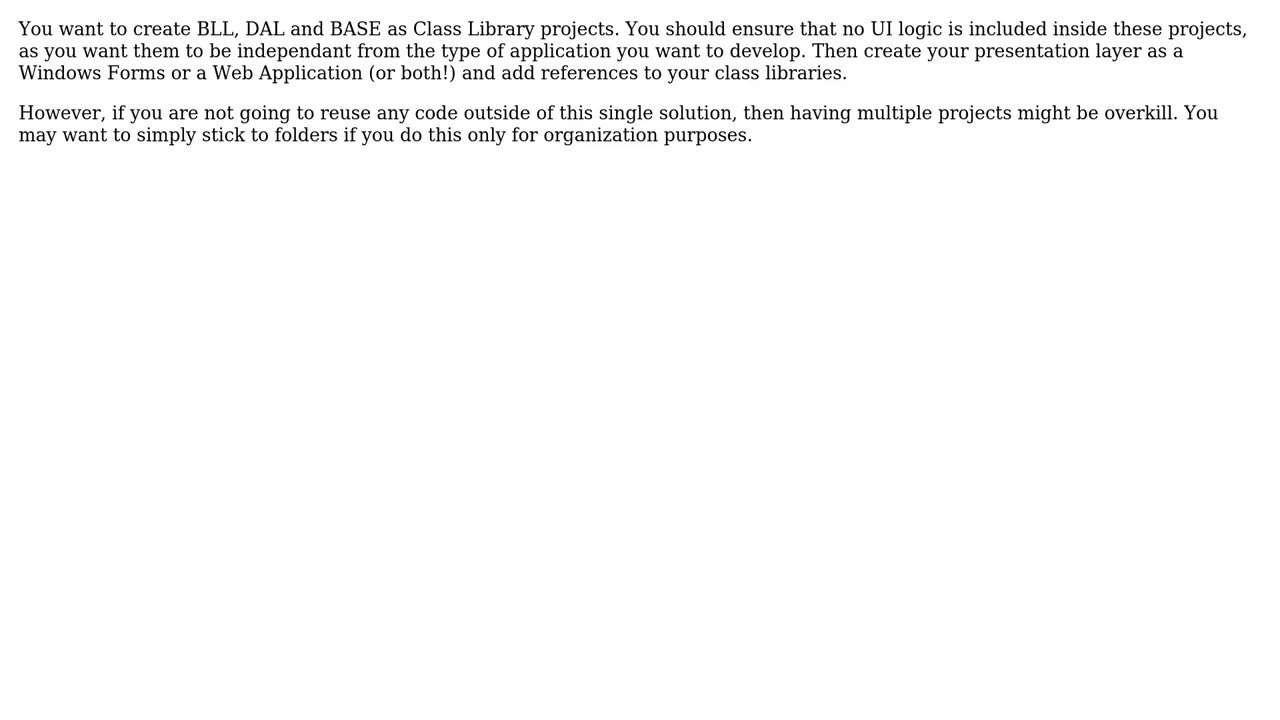 You want to create BLL, DAL and BASE as Class Library projects. You should ensure that no UI logic is included inside these projects,
as you want them to be independant from the type of application you want to develop. Then create your presentation layer as a
Windows Forms or a Web Application (or both!) and add references to your class libraries.
However, if you are not going to reuse any code outside of this single solution, then having multiple projects might be overkill. You
may want to simply stick to folders if you do this only for organization purposes.